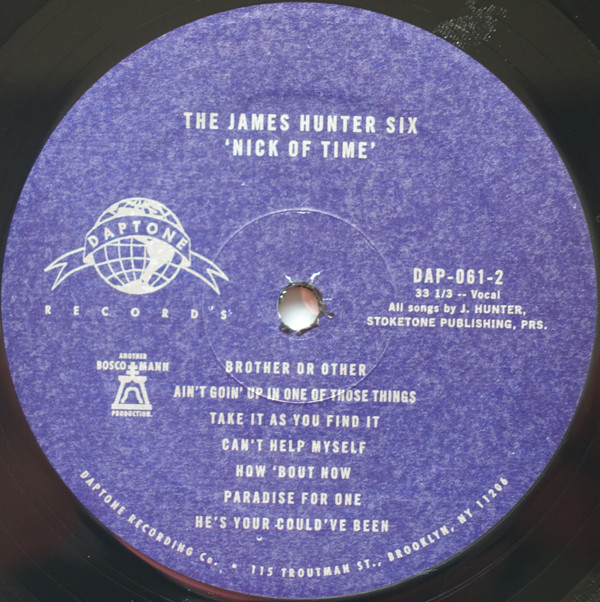 THE JAMES HUNTER SIX
‘NICK OF TIME’
DAPTONE
RECORD'S
DAP-061-2
33 1/3 -- Vocal
All songs by J. HUNTER,
STOKETONE PUBLISHING, PRS.
ANOTHER
BOSCO MANN
PRODUCTION.
BROTHER OR OTHER
AIN'T GOIN' UP IN ONE OF THOSE THINGS
TAKE IT AS YOU FIND IT
CAN'T HELP MYSELF
HOW ‘BOUT NOW
PARADISE FOR ONE
HE'S YOUR COULD'VE BEEN
DAPTONE RECORDING Co., * 115 TROUTMAN ST., BROOKLYN, NY 11206